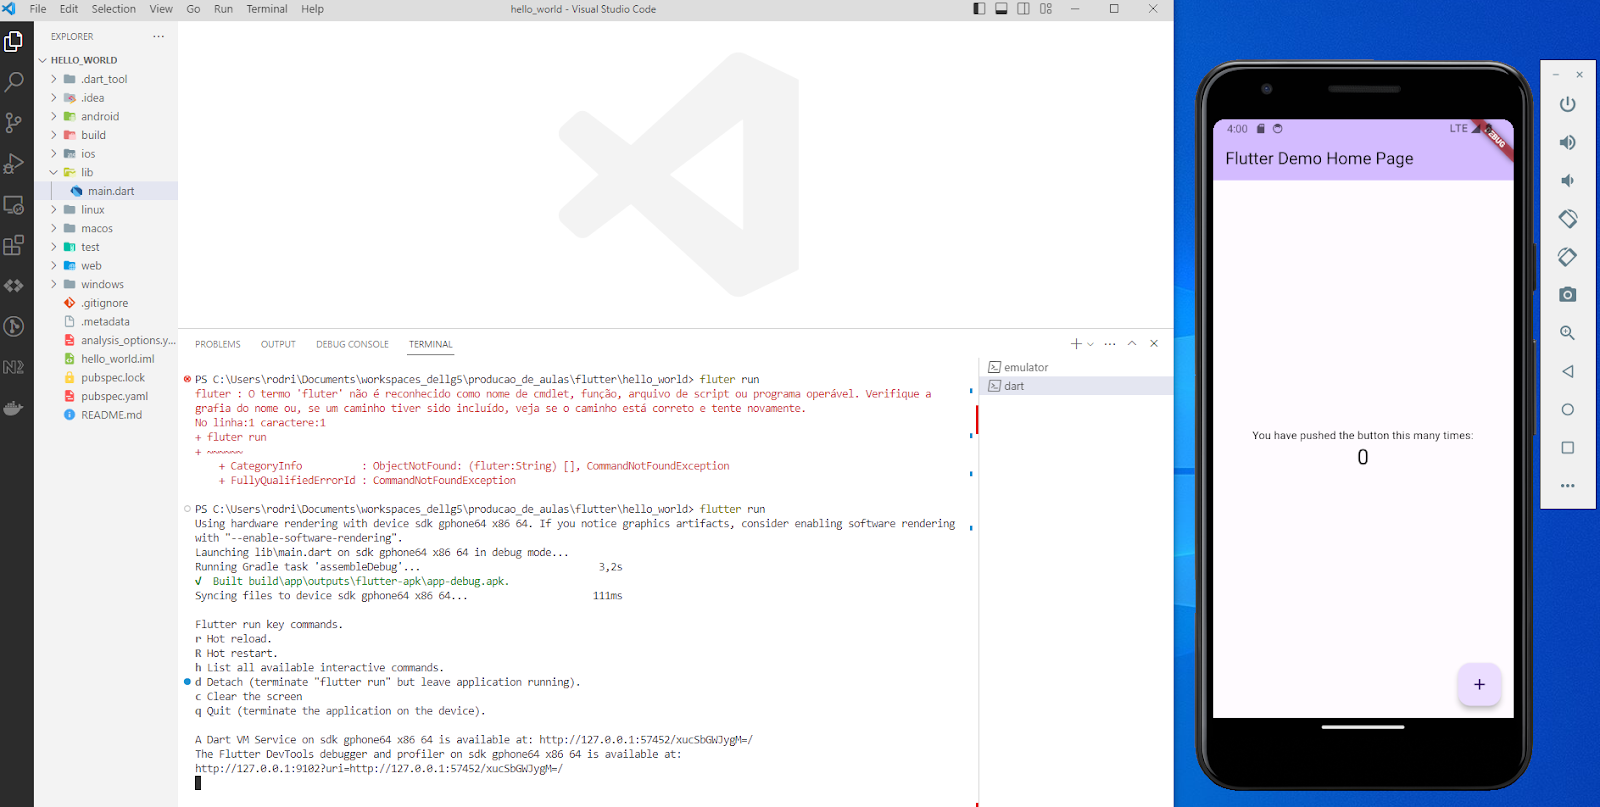 File Edit Selection View Go Run Terminal Help
hello_world - Visual Studio Code
EXPLORER
HELLO_WORLD
.dart_tool
.idea
android
build
ios
lib
main.dart
linux
macos
test
web
windows
.gitignore
.metadata
analysis_options.y...
hello_world.iml
pubspec.lock
pubspec.yaml
README.md
PROBLEMS OUTPUT DEBUG CONSOLE TERMINAL
PS C:\Users\rodri\Documents\workspaces_dellg5\producao_de_aulas\flutter\hello_world> fluter run
fluter : O termo 'fluter' não é reconhecido como nome de cmdlet, função, arquivo de script ou programa operável. Verifique a
grafia do nome ou, se um caminho tiver sido incluído, veja se o caminho está correto e tente novamente.
No linha:1 caractere:1
+ fluter run
+ ~~~~~~
+ CategoryInfo : ObjectNotFound: (fluter:String) [], CommandNotFoundException
+ FullyQualifiedErrorId : CommandNotFoundException
PS C:\Users\rodri\Documents\workspaces_dellg5\producao_de_aulas\flutter\hello_world> flutter run
Using hardware rendering with device sdk gphone64 x86 64. If you notice graphics artifacts, consider enabling software rendering
with "--enable-software-rendering".
Launching lib\main.dart on sdk gphone64 x86 64 in debug mode...
Running Gradle task 'assembleDebug'... 3,2s
√ Built build\app\outputs\flutter-apk\app-debug.apk.
Syncing files to device sdk gphone64 x86 64... 111ms
Flutter run key commands.
r Hot reload.
R Hot restart.
h List all available interactive commands.
d Detach (terminate "flutter run" but leave application running).
c Clear the screen
q Quit (terminate the application on the device).
A Dart VM Service on sdk gphone64 x86 64 is available at: http://127.0.0.1:57452/xucSbGWJygM=/
The Flutter DevTools debugger and profiler on sdk gphone64 x86 64 is available at:
http://127.0.0.1:9102?uri=http://127.0.0.1:57452/xucSbGWJygM=/
emulator
dart
4:00 LTE
Flutter Demo Home Page
You have pushed the button this many times:
0
+